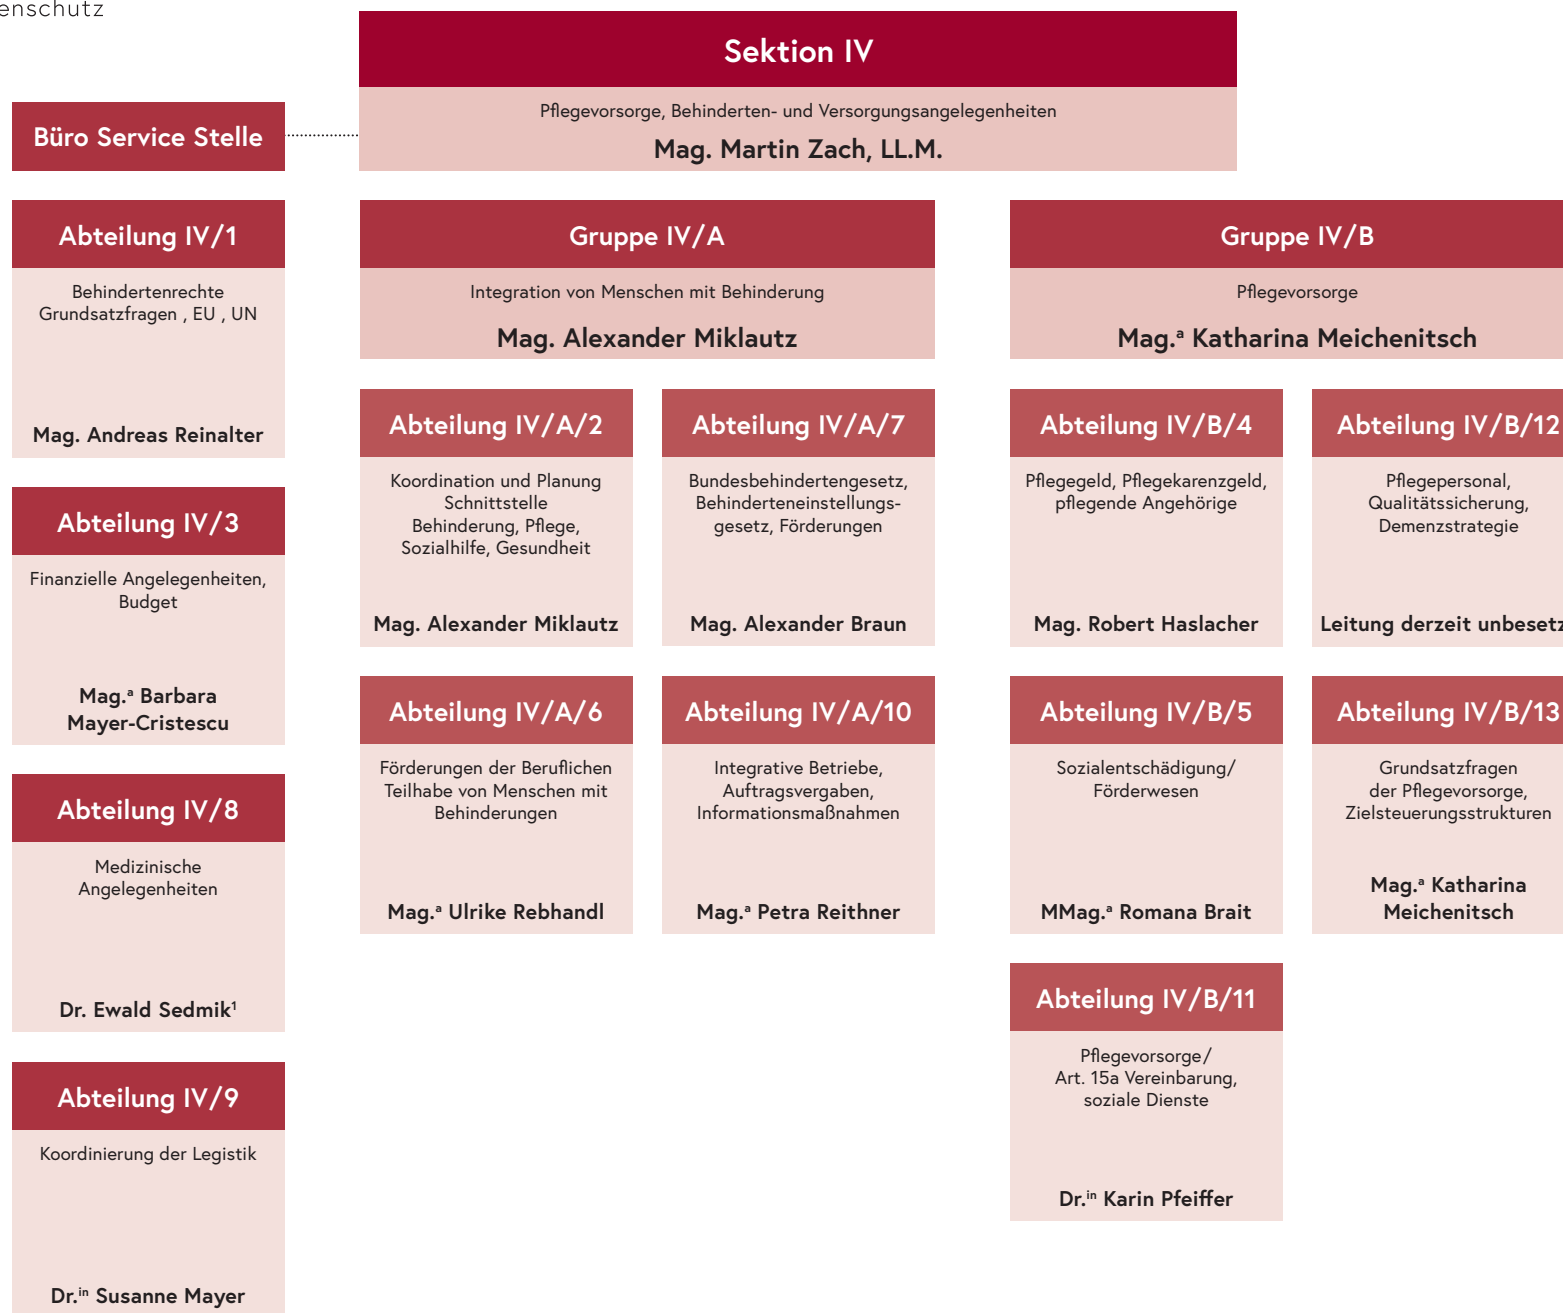 enschutz
Sektion IV
Pflegevorsorge, Behinderten- und Versorgungsangelegenheiten
Mag. Martin Zach, LL.M.
Büro Service Stelle
Abteilung IV/1
Behindertenrechte
Grundsatzfragen , EU , UN
Mag. Andreas Reinalter
Abteilung IV/3
Finanzielle Angelegenheiten,
Budget
Mag.ª Barbara
Mayer-Cristescu
Abteilung IV/8
Medizinische
Angelegenheiten
Dr. Ewald Sedmik¹
Abteilung IV/9
Koordinierung der Legistik
Dr.ⁱⁿ Susanne Mayer
Gruppe IV/A
Integration von Menschen mit Behinderung
Mag. Alexander Miklautz
Abteilung IV/A/2
Koordination und Planung
Schnittstelle
Behinderung, Pflege,
Sozialhilfe, Gesundheit
Mag. Alexander Miklautz
Abteilung IV/A/7
Bundesbehindertengesetz,
Behinderteneinstellungs-
gesetz, Förderungen
Mag. Alexander Braun
Abteilung IV/A/6
Förderungen der Beruflichen
Teilhabe von Menschen mit
Behinderungen
Mag.ª Ulrike Rebhandl
Abteilung IV/A/10
Integrative Betriebe,
Auftragsvergaben,
Informationsmaßnahmen
Mag.ª Petra Reithner
Gruppe IV/B
Pflegevorsorge
Mag.ª Katharina Meichenitsch
Abteilung IV/B/4
Pflegegeld, Pflegekarenzgeld,
pflegende Angehörige
Mag. Robert Haslacher
Abteilung IV/B/12
Pflegepersonal,
Qualitätssicherung,
Demenzstrategie
Leitung derzeit unbesetz
Abteilung IV/B/5
Sozialentschädigung/
Förderwesen
MMag.ª Romana Brait
Abteilung IV/B/13
Grundsatzfragen
der Pflegevorsorge,
Zielsteuerungsstrukturen
Mag.ª Katharina
Meichenitsch
Abteilung IV/B/11
Pflegevorsorge/
Art. 15a Vereinbarung,
soziale Dienste
Dr.ⁱⁿ Karin Pfeiffer